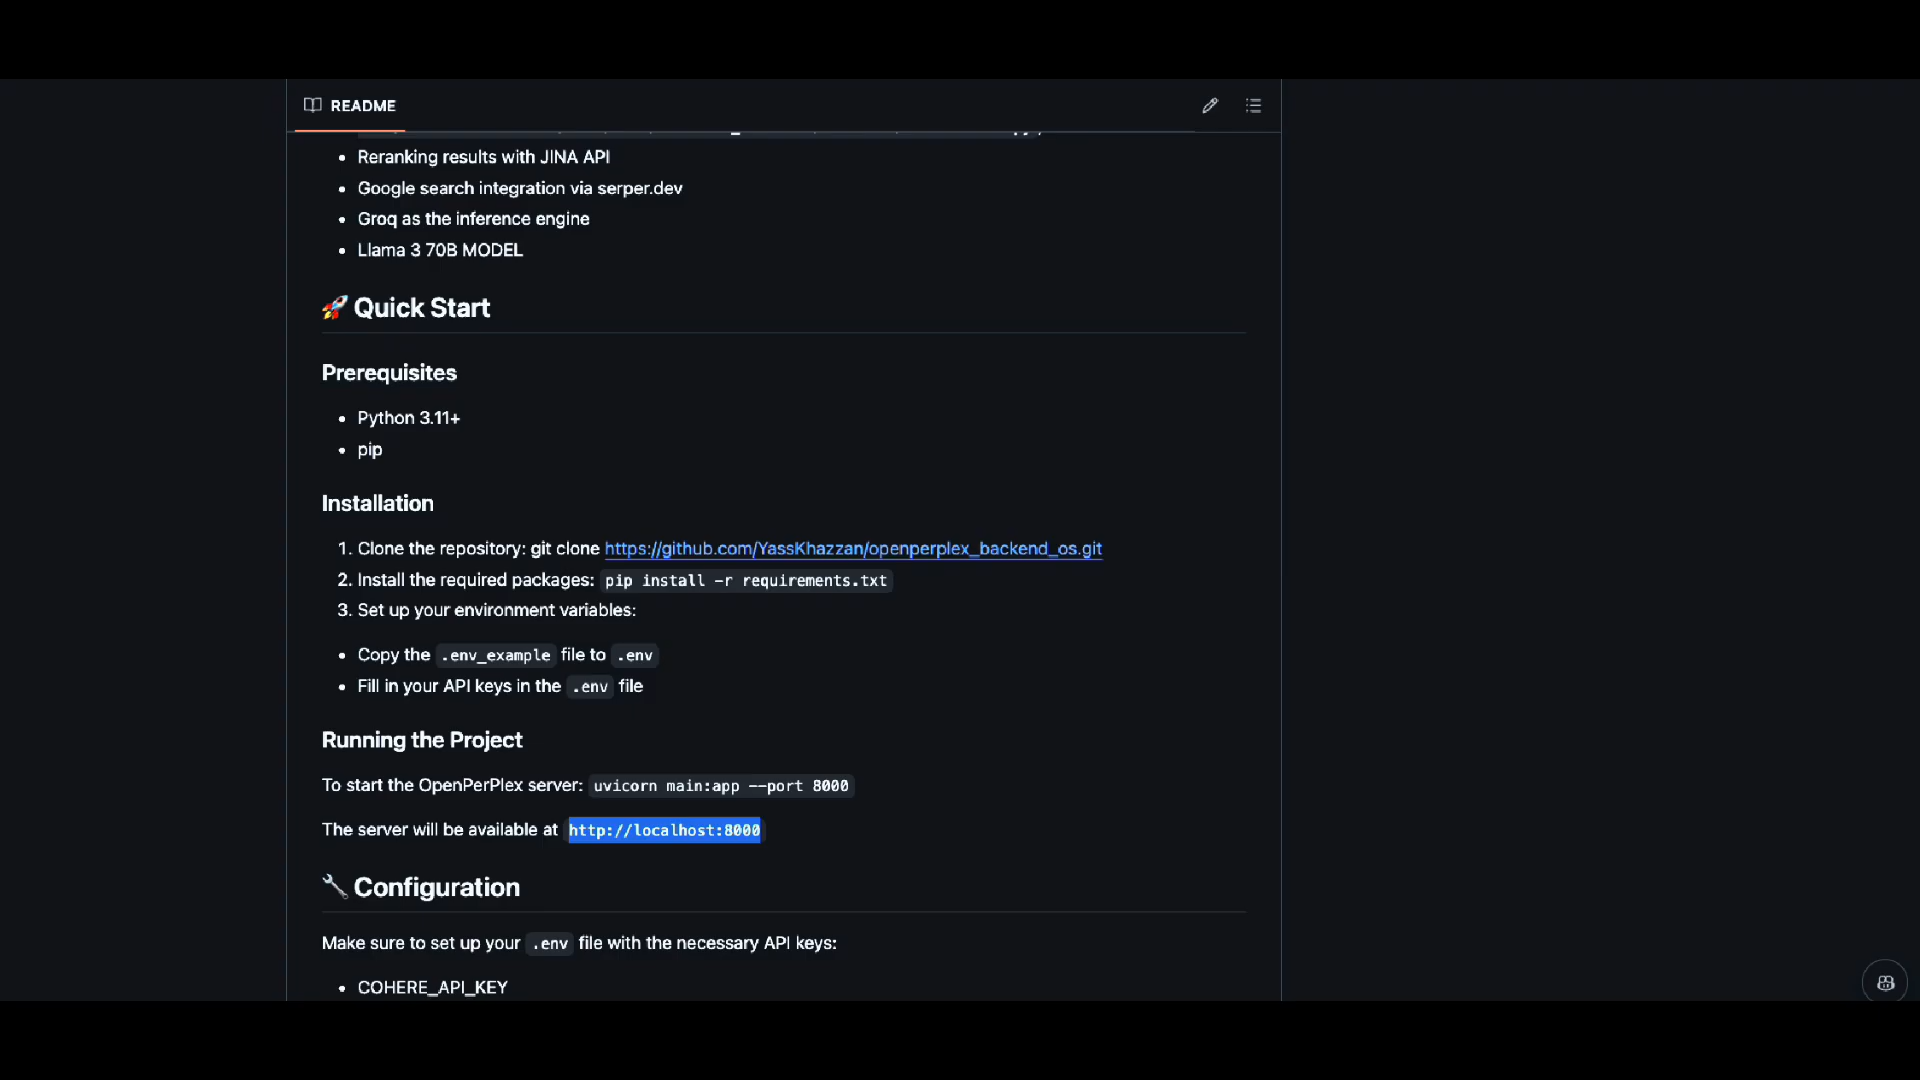 README
Reranking results with JINA API
Google search integration via serper.dev
Groq as the inference engine
Llama 3 70B MODEL
🚀 Quick Start
Prerequisites
Python 3.11+
pip
Installation
1. Clone the repository: git clone https://github.com/YassKhazzan/openperplex_backend_os.git
2. Install the required packages: pip install -r requirements.txt
3. Set up your environment variables:
Copy the .env_example file to .env
Fill in your API keys in the .env file
Running the Project
To start the OpenPerPlex server: uvicorn main:app --port 8000
The server will be available at http://localhost:8000
🔧 Configuration
Make sure to set up your .env file with the necessary API keys:
COHERE_API_KEY